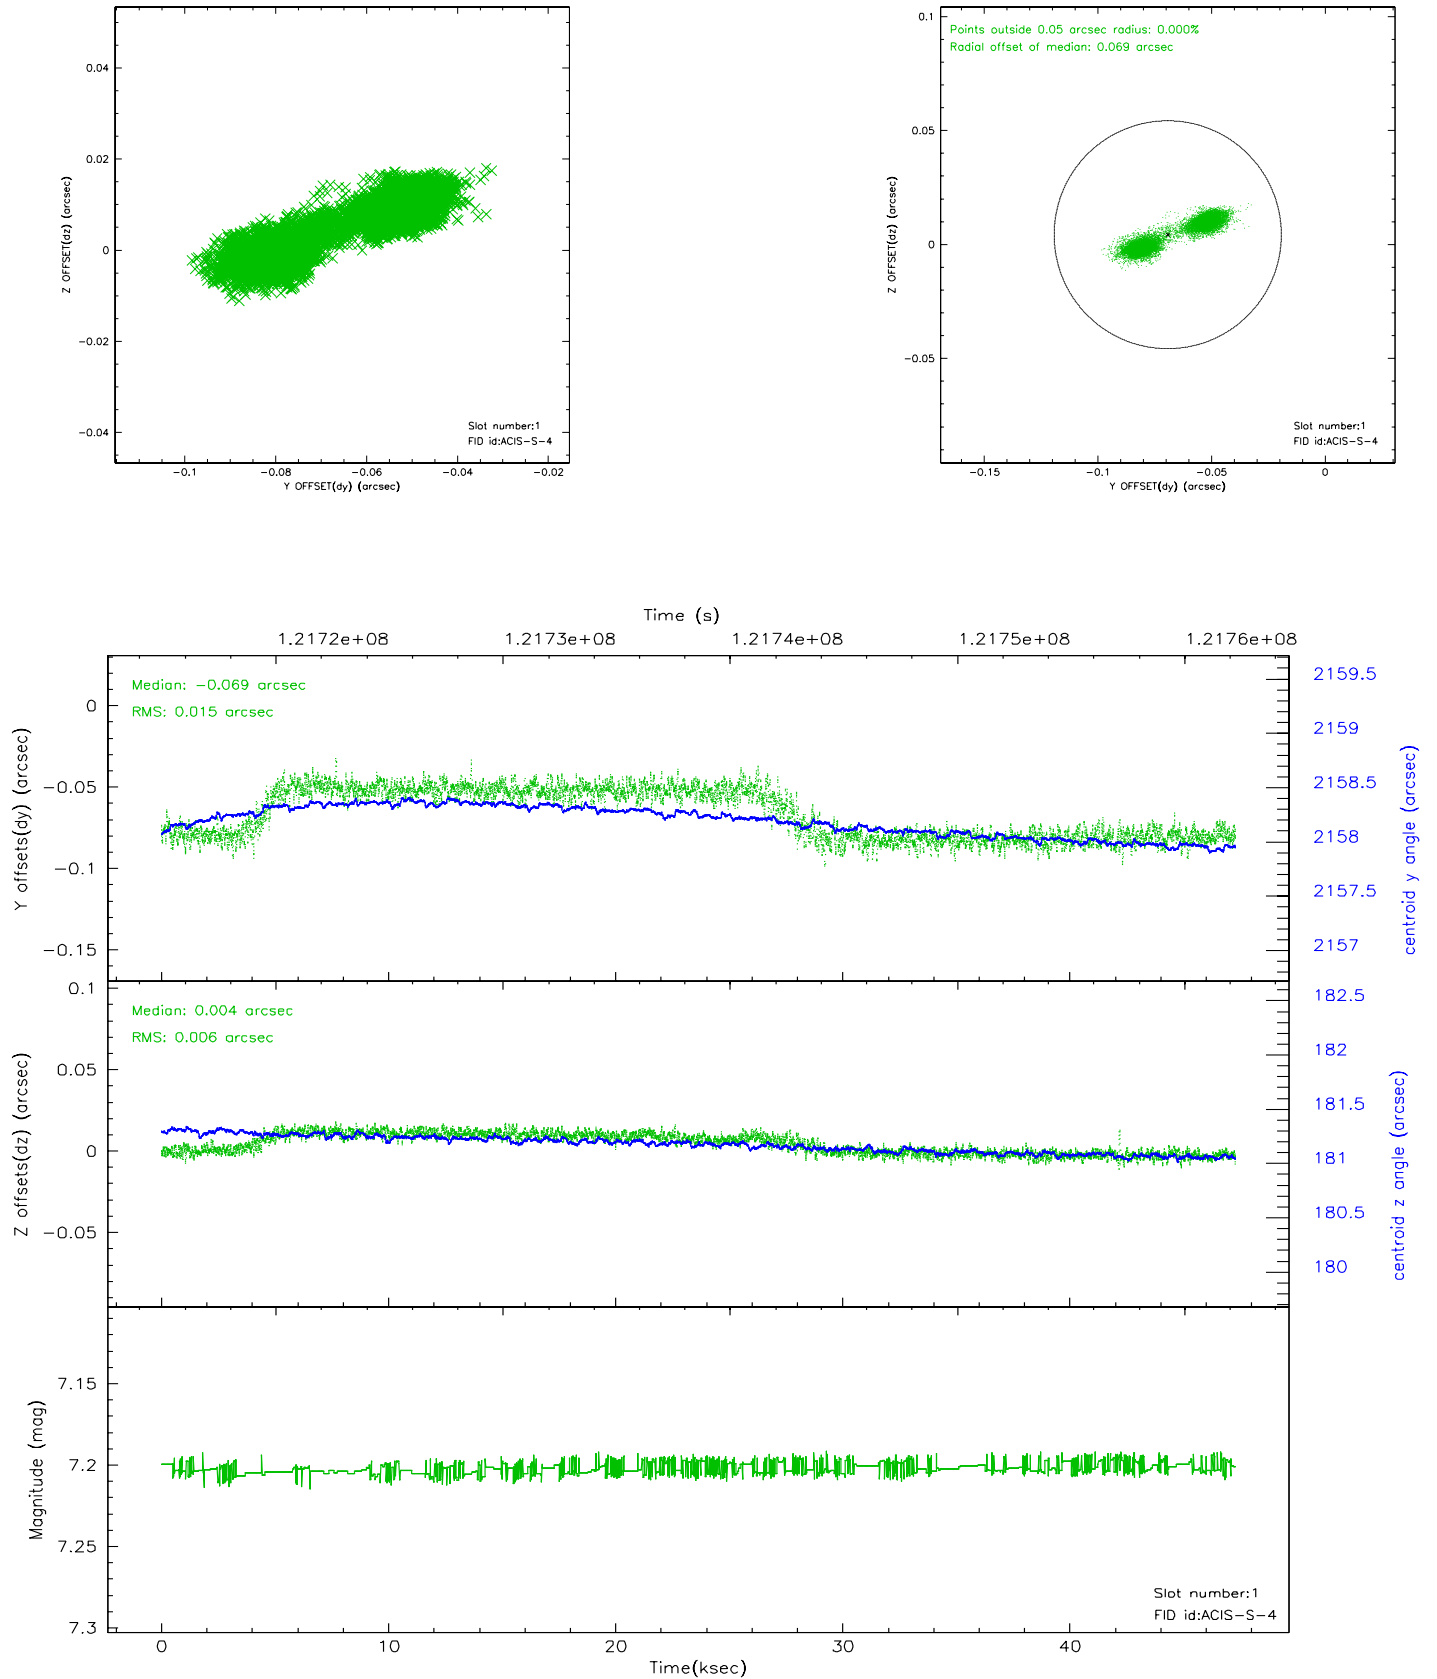 0.04
0.02
0
-0.02
-0.04
Z OFFSET(dz) (arcsec)
Slot number:1
FID id:ACIS-S-4
-0.1 -0.08 -0.06 -0.04 -0.02
Y OFFSET(dy) (arcsec)
0.1
0.05
0
-0.05
Z OFFSET(dz) (arcsec)
Points outside 0.05 arcsec radius: 0.000%
Radial offset of median: 0.069 arcsec
Slot number:1
FID id:ACIS-S-4
-0.15 -0.1 -0.05 0
Y OFFSET(dy) (arcsec)
Time (s)
1.2172e+08 1.2173e+08 1.2174e+08 1.2175e+08 1.2176e+08
Median: -0.069 arcsec
RMS: 0.015 arcsec
0
-0.05
-0.1
-0.15
Y offsets(dy) (arcsec)
2159.5
2159
2158.5
2158
2157.5
2157
centroid y angle (arcsec)
Median: 0.004 arcsec
RMS: 0.006 arcsec
0.1
0.05
0
-0.05
Z offsets(dz) (arcsec)
182.5
182
181.5
181
180.5
180
centroid z angle (arcsec)
7.15
7.2
7.25
7.3
Magnitude (mag)
Slot number:1
FID id:ACIS-S-4
0 10 20 30 40
Time(ksec)